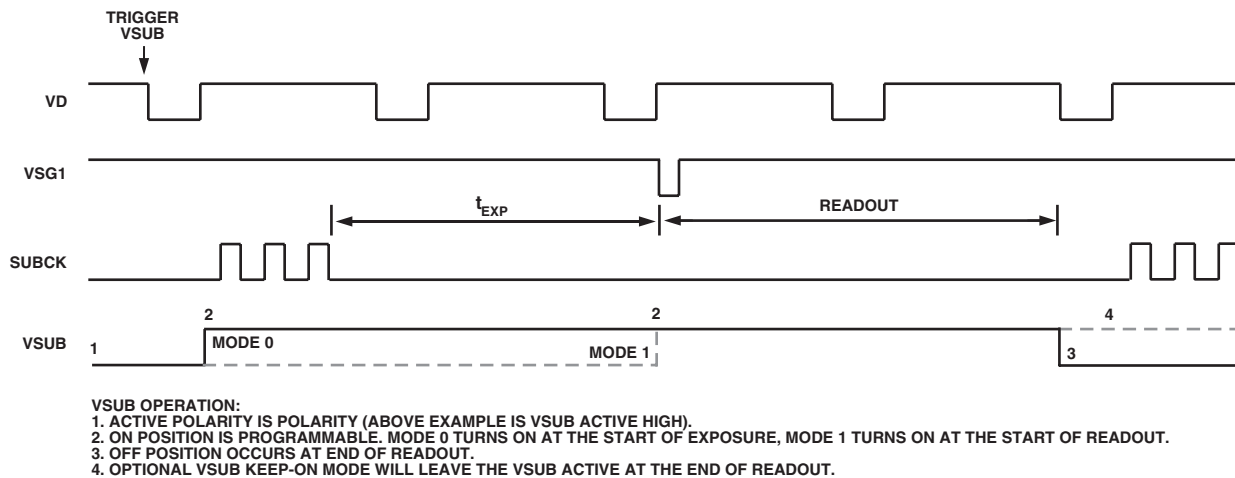 TRIGGER
VSUB
VD
VSG1
tEXP
READOUT
SUBCK
2
2
4
VSUB
1
MODE 0
MODE 1
3
VSUB OPERATION:
1. ACTIVE POLARITY IS POLARITY (ABOVE EXAMPLE IS VSUB ACTIVE HIGH).
2. ON POSITION IS PROGRAMMABLE. MODE 0 TURNS ON AT THE START OF EXPOSURE, MODE 1 TURNS ON AT THE START OF READOUT.
3. OFF POSITION OCCURS AT END OF READOUT.
4. OPTIONAL VSUB KEEP-ON MODE WILL LEAVE THE VSUB ACTIVE AT THE END OF READOUT.